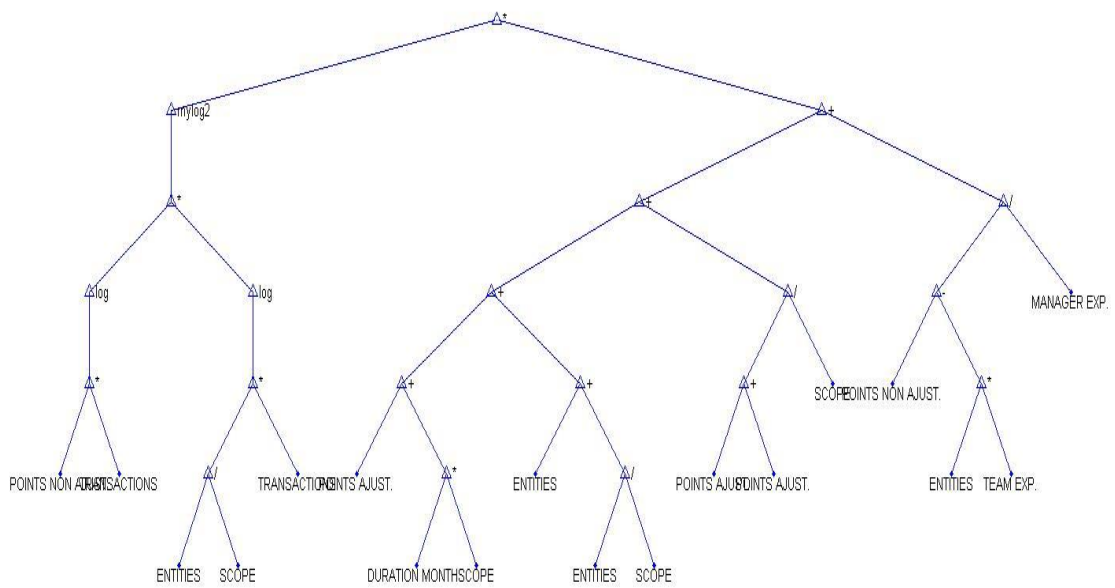 *
mylog2 +
* + /
log log + / - MANAGER EXP.
* * + + + SCOPE POINTS NON AJUST. *
POINTS NON AJUST. TRANSACTIONS / TRANSACTIONS POINTS AJUST. * ENTITIES / POINTS AJUST. POINTS AJUST. ENTITIES TEAM EXP.
ENTITIES SCOPE DURATION MONTH SCOPE ENTITIES SCOPE